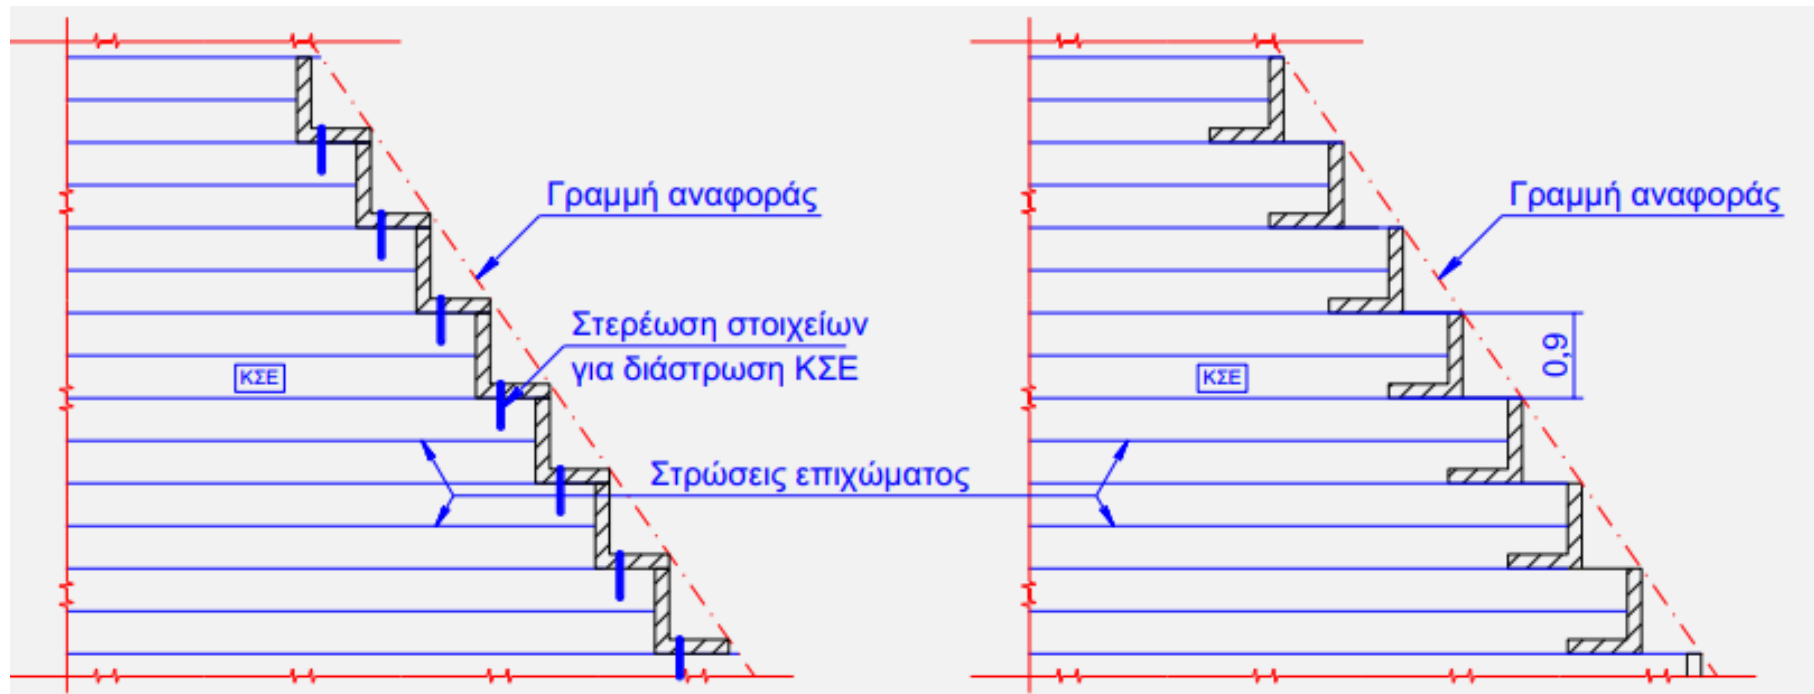 Γραμμή αναφοράς
Γραμμή αναφοράς
Στερέωση στοιχείων
για διάστρωση ΚΣΕ
0,9
ΚΣΕ
ΚΣΕ
Στρώσεις επιχώματος